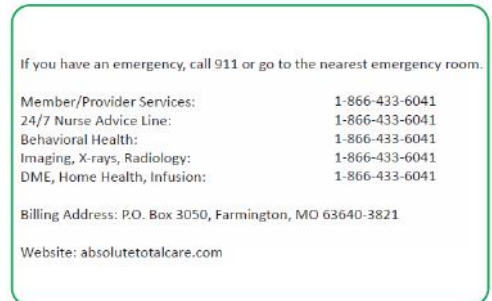 If you have an emergency, call 911 or go to the nearest emergency room.
Member/Provider Services: 1-866-433-6041
24/7 Nurse Advice Line: 1-866-433-6041
Behavioral Health: 1-866-433-6041
Imaging, X-rays, Radiology: 1-866-433-6041
DME, Home Health, Infusion: 1-866-433-6041
Billing Address: P.O. Box 3050, Farmington, MO 63640-3821
Website: absolutetotalcare.com